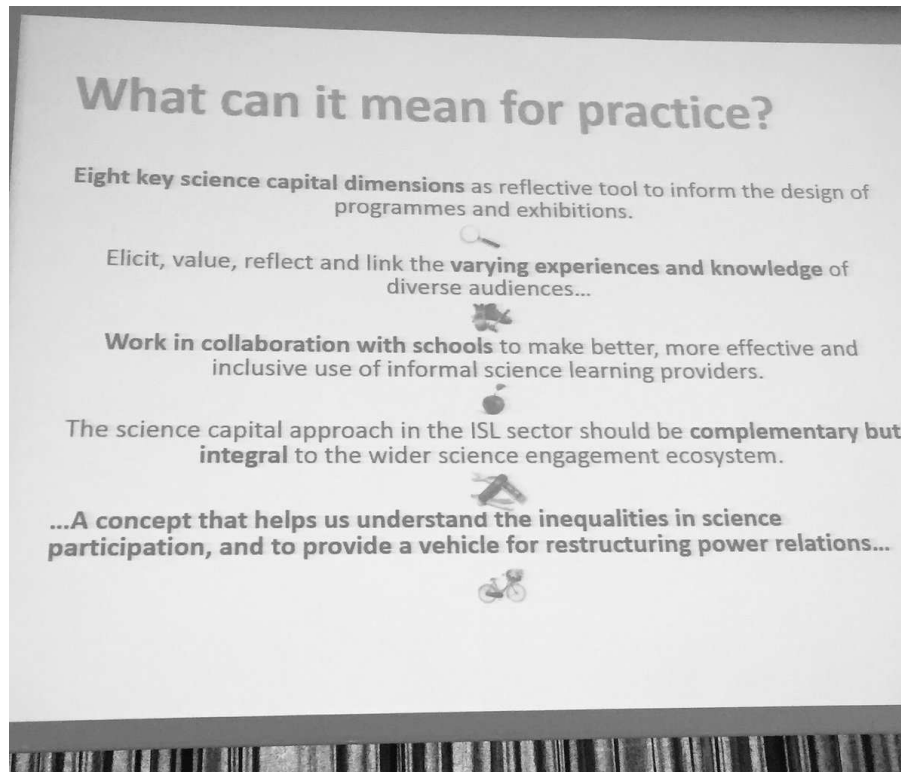 What can it mean for practice?
Eight key science capital dimensions as reflective tool to inform the design of
programmes and exhibitions.
Elicit, value, reflect and link the varying experiences and knowledge of
diverse audiences...
Work in collaboration with schools to make better, more effective and
inclusive use of informal science learning providers.
The science capital approach in the ISL sector should be complementary but
integral to the wider science engagement ecosystem.
...A concept that helps us understand the inequalities in science
participation, and to provide a vehicle for restructuring power relations...